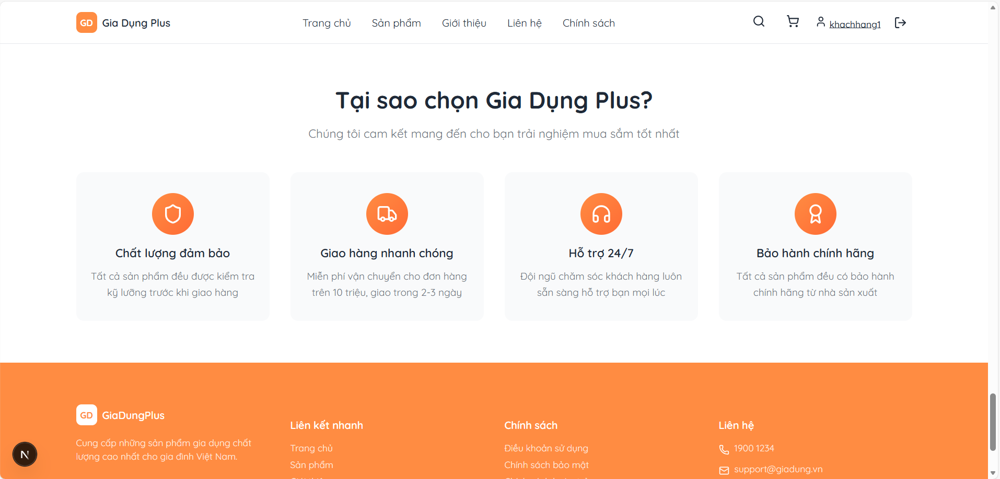 GD Gia Dụng Plus
Trang chủ Sản phẩm Giới thiệu Liên hệ Chính sách
khachhang1
Tại sao chọn Gia Dụng Plus?
Chúng tôi cam kết mang đến cho bạn trải nghiệm mua sắm tốt nhất
Chất lượng đảm bảo
Tất cả sản phẩm đều được kiểm tra
kỹ lưỡng trước khi giao hàng
Giao hàng nhanh chóng
Miễn phí vận chuyển cho đơn hàng
trên 10 triệu, giao trong 2-3 ngày
Hỗ trợ 24/7
Đội ngũ chăm sóc khách hàng luôn
sẵn sàng hỗ trợ bạn mọi lúc
Bảo hành chính hãng
Tất cả sản phẩm đều có bảo hành
chính hãng từ nhà sản xuất
GD GiaDungPlus
Cung cấp những sản phẩm gia dụng chất
lượng cao nhất cho gia đình Việt Nam.
N
Liên kết nhanh
Trang chủ
Sản phẩm
Chính sách
Điều khoản sử dụng
Chính sách bảo mật
Liên hệ
1900 1234
support@giadung.vn